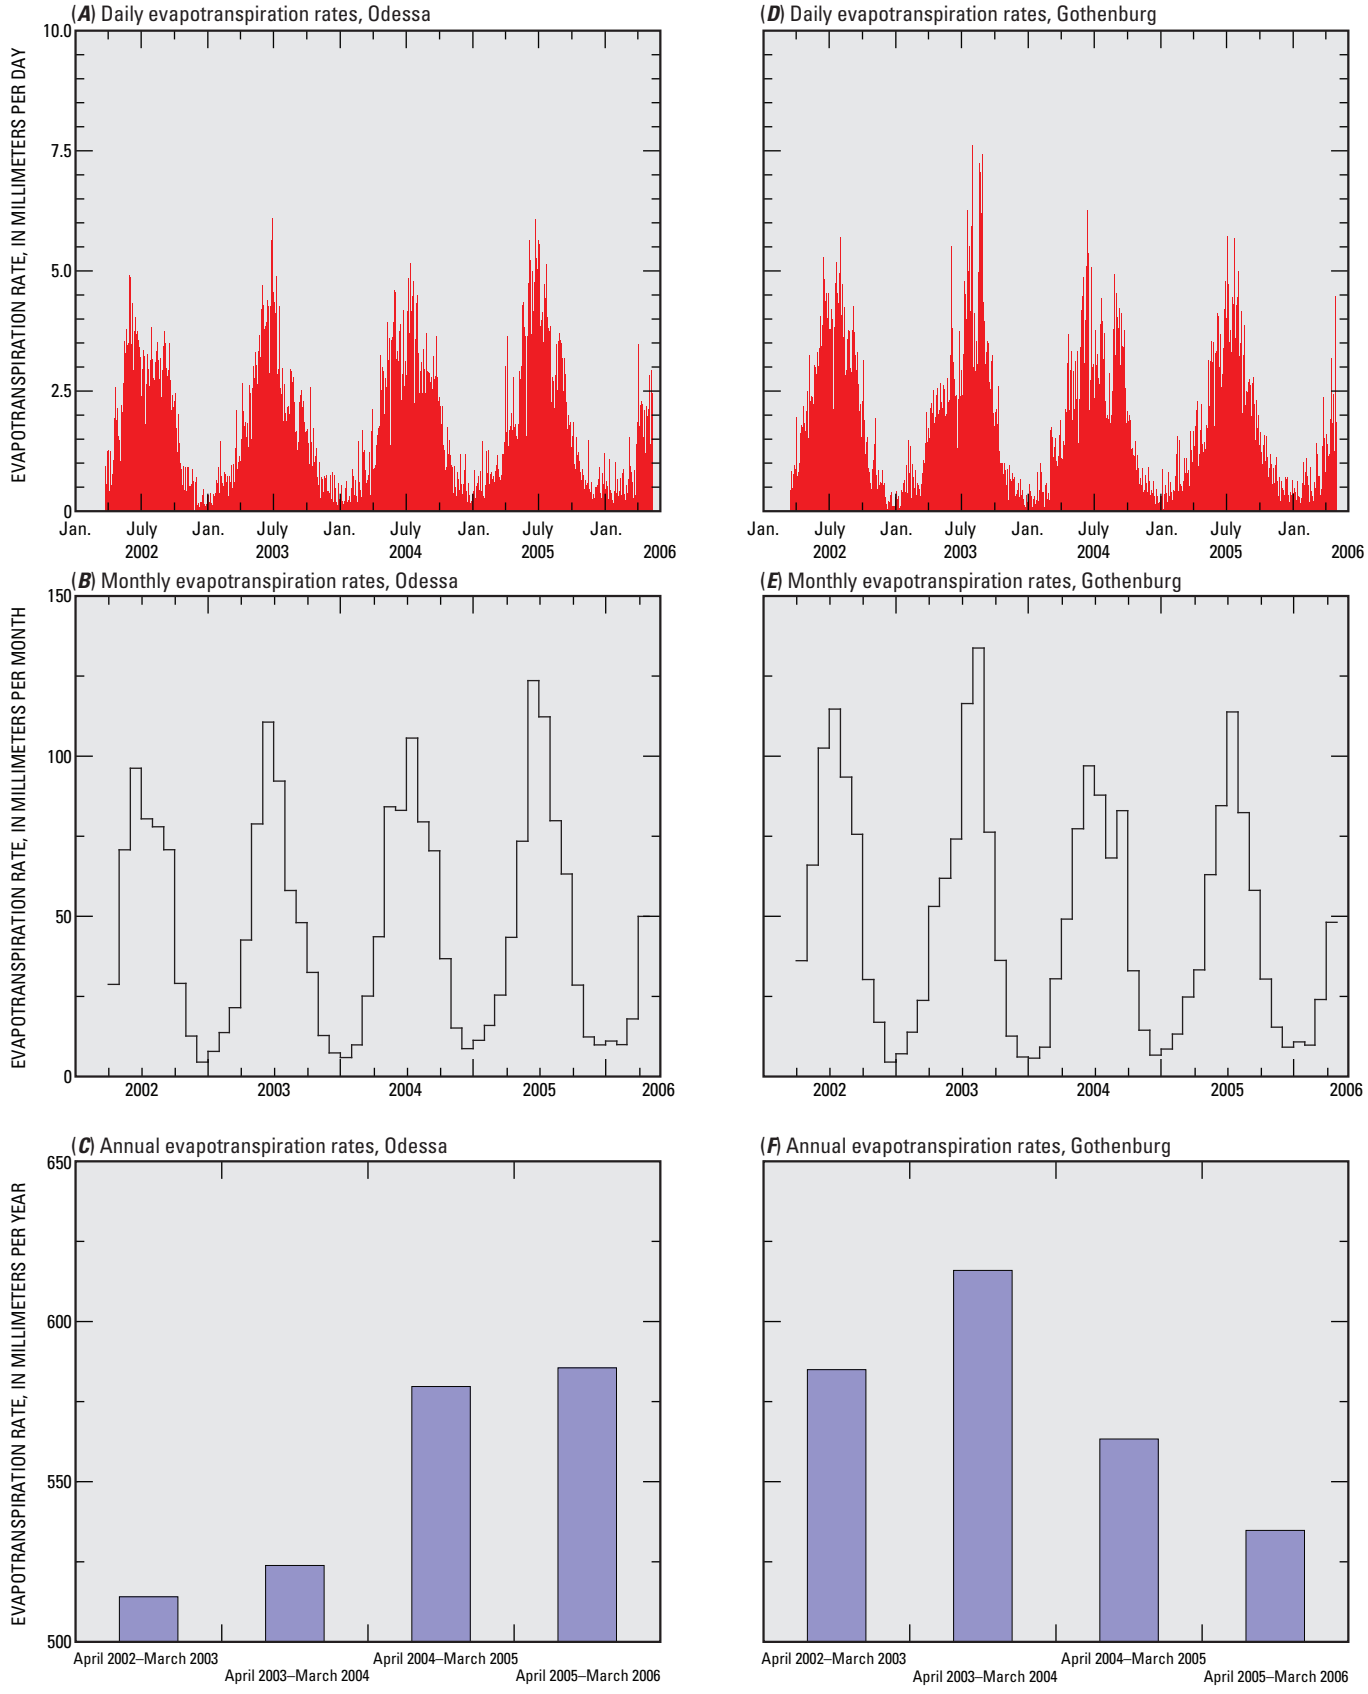 (A) Daily evapotranspiration rates, Odessa
EVAPOTRANSPIRATION RATE, IN MILLIMETERS PER DAY
10.0
7.5
5.0
2.5
0
Jan. July Jan. July Jan. July Jan. July Jan.
2002 2003 2004 2005 2006
(D) Daily evapotranspiration rates, Gothenburg
Jan. July Jan. July Jan. July Jan. July Jan.
2002 2003 2004 2005 2006
(B) Monthly evapotranspiration rates, Odessa
EVAPOTRANSPIRATION RATE, IN MILLIMETERS PER MONTH
150
100
50
0
2002 2003 2004 2005 2006
(E) Monthly evapotranspiration rates, Gothenburg
2002 2003 2004 2005 2006
(C) Annual evapotranspiration rates, Odessa
EVAPOTRANSPIRATION RATE, IN MILLIMETERS PER YEAR
650
600
550
500
April 2002–March 2003
April 2003–March 2004
April 2004–March 2005
April 2005–March 2006
(F) Annual evapotranspiration rates, Gothenburg
April 2002–March 2003
April 2003–March 2004
April 2004–March 2005
April 2005–March 2006